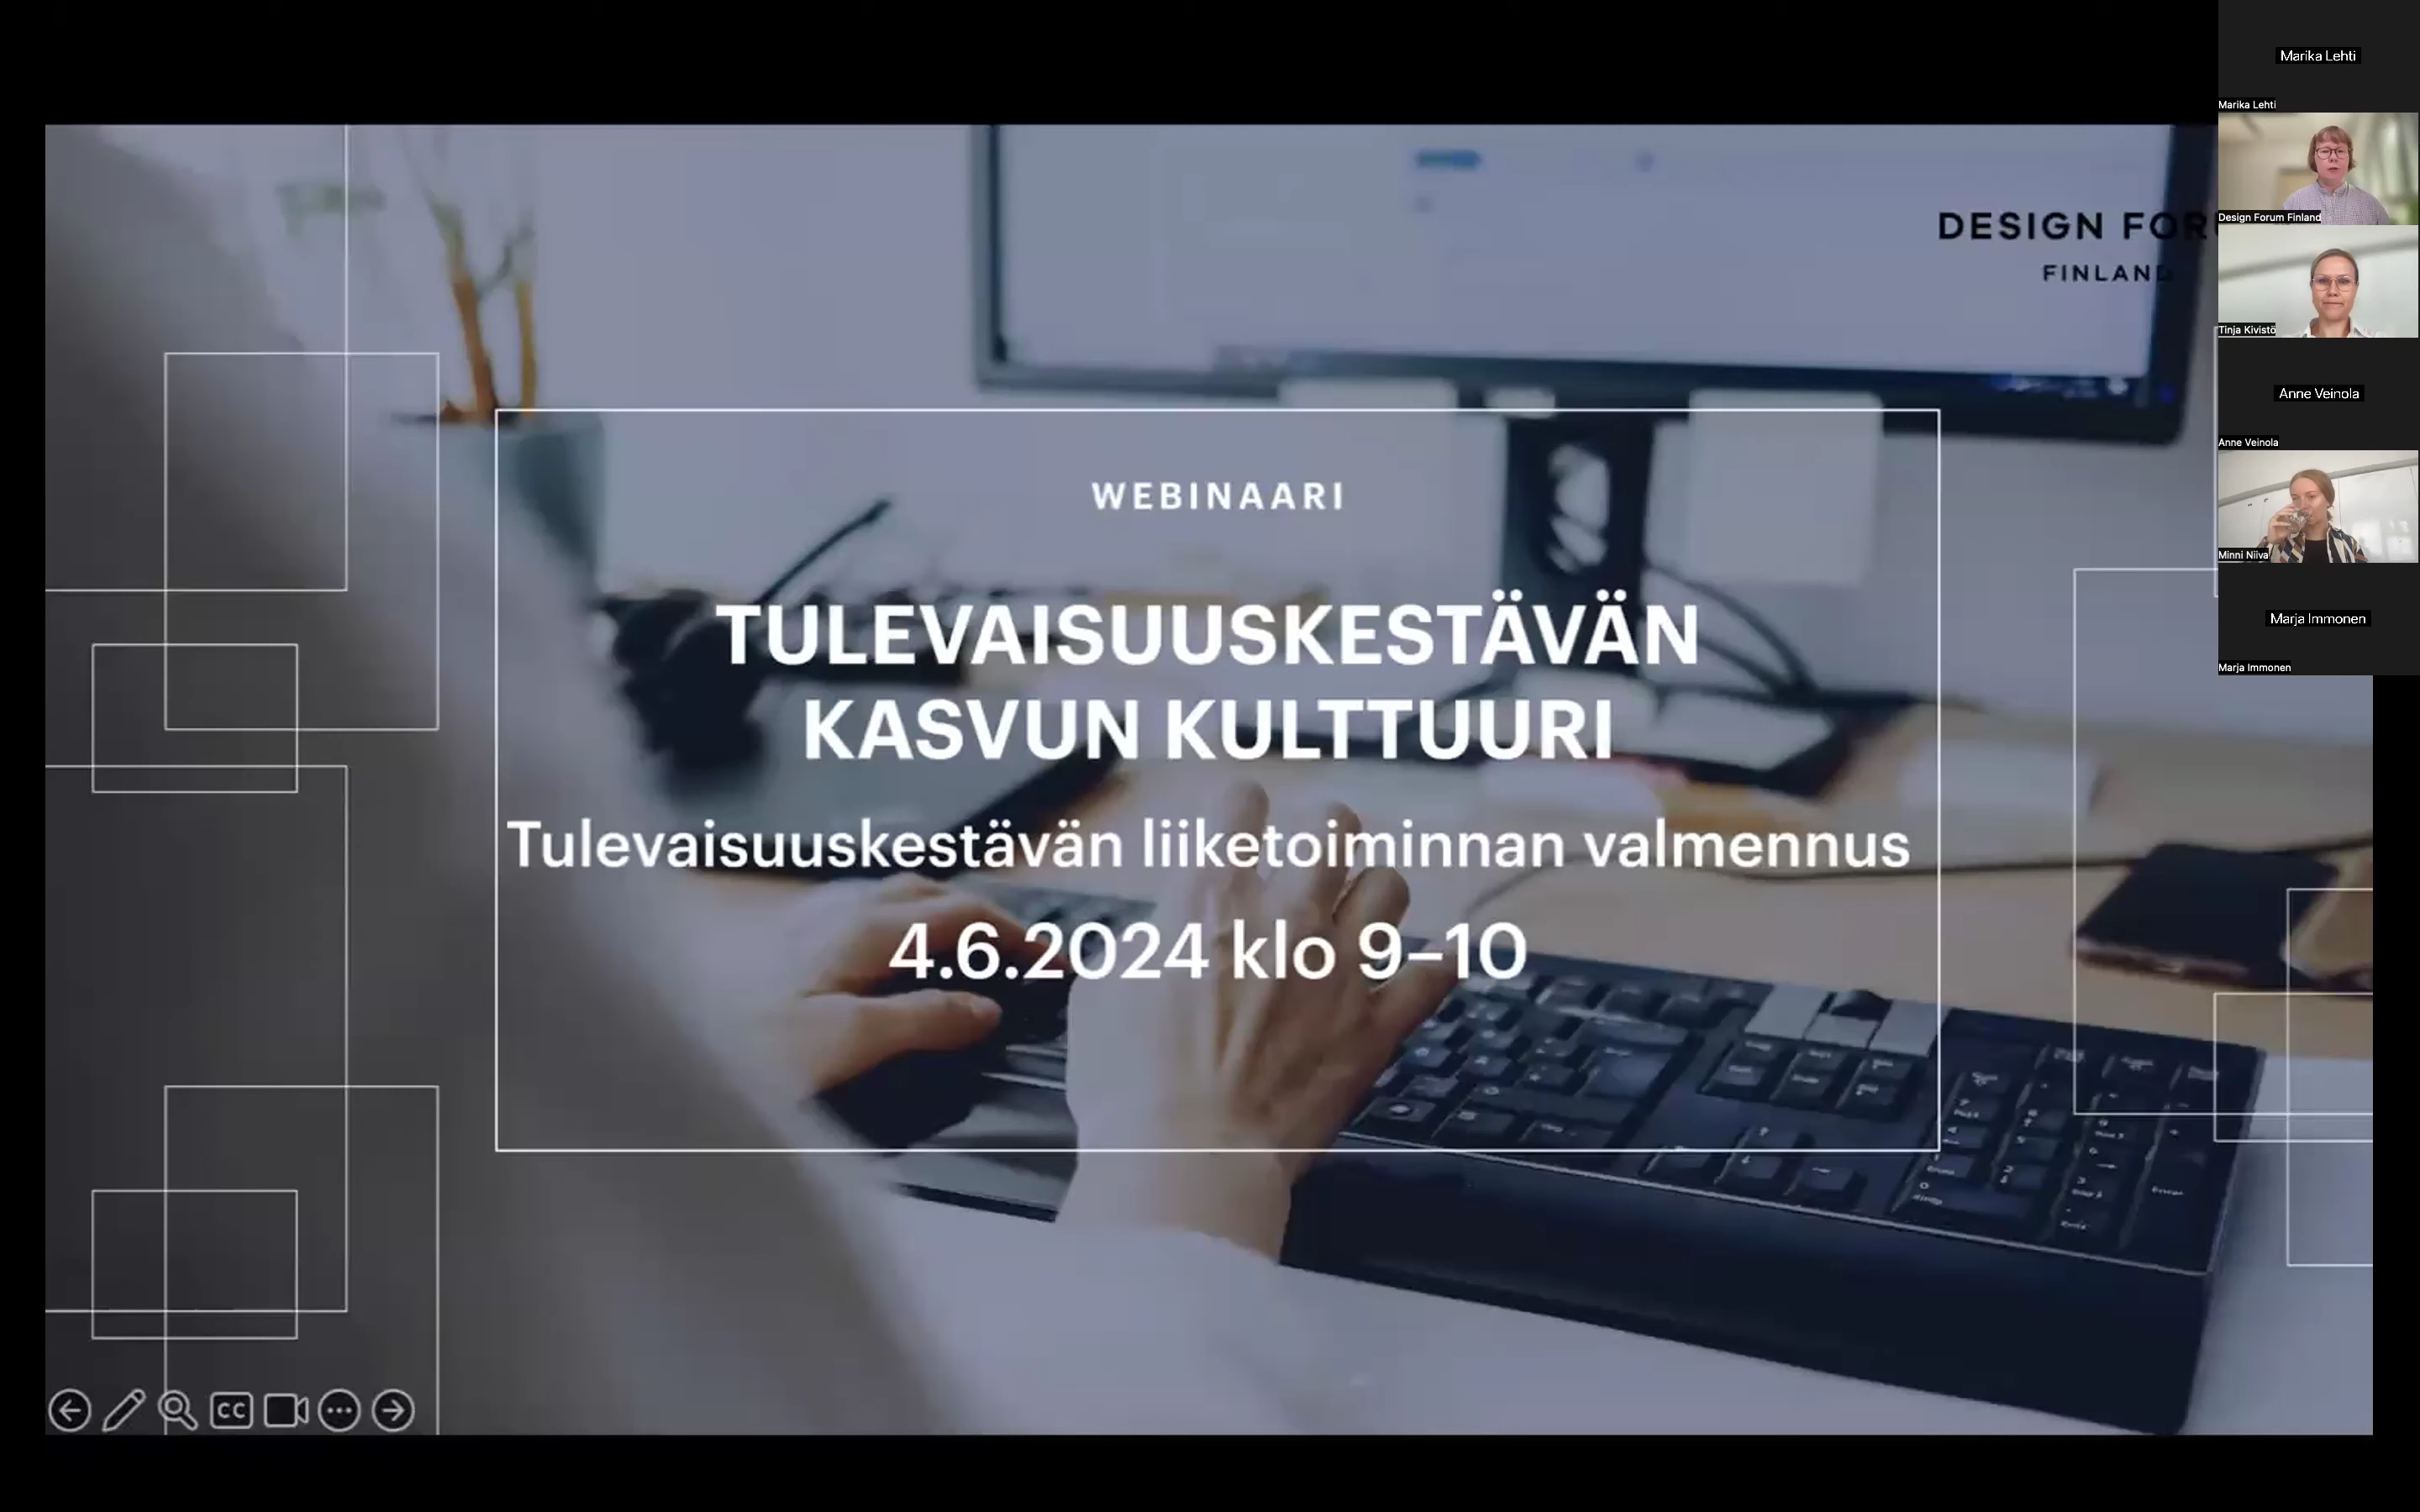 DESIGN FOR
FINLAND
WEBINAARI
TULEVAISUUSKESTÄVÄN
KASVUN KULTTUURI
Tulevaisuuskestävän liiketoiminnan valmennus
4.6.2024 klo 9–10
CC
Marika Lehti
Marika Lehti
Design Forum Finland
Tinja Kivistö
Anne Veinola
Anne Veinola
Minni Niiva
Marja Immonen
Marja Immonen